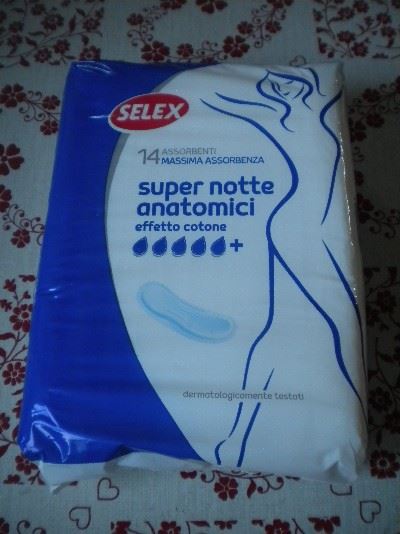 SELEX
14 ASSORBENTI
MASSIMA ASSORBENZA
super notte
anatomici
effetto cotone
+
dermatologicamente testati